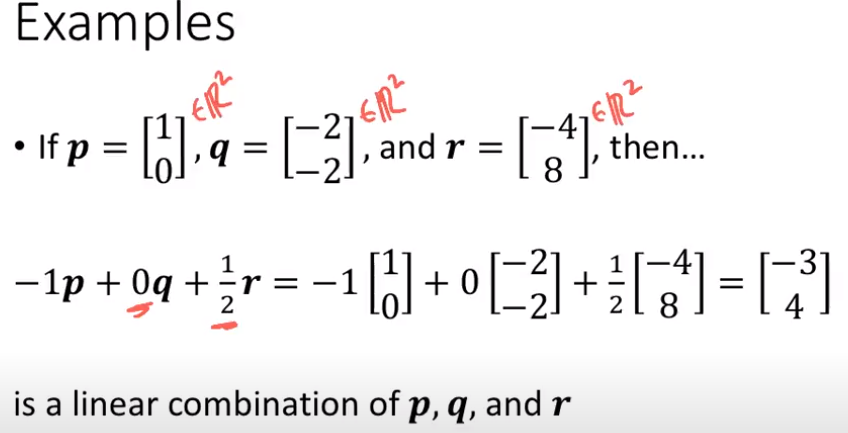 Examples
∈ℝ² ∈ℝ² ∈ℝ²
• If p = [1 0], q = [−2 −2], and r = [−4 8], then...
−1p + 0q + 1/2 r = −1[1 0] + 0[−2 −2] + 1/2[−4 8] = [−3 4]
is a linear combination of p, q, and r